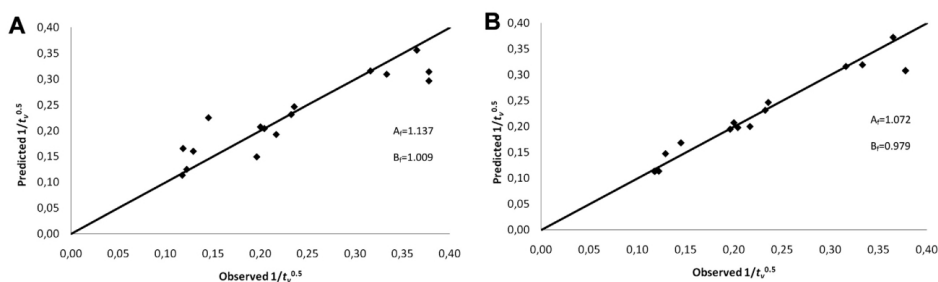 A
0,40
0,35
0,30
0,25
0,20
0,15
0,10
0,05
0,00
Predicted 1/tᵥ⁰·⁵
A_f=1.137
B_f=1.009
0,00 0,05 0,10 0,15 0,20 0,25 0,30 0,35 0,40
Observed 1/tᵥ⁰·⁵
B
0,40
0,35
0,30
0,25
0,20
0,15
0,10
0,05
0,00
Predicted 1/tᵥ⁰·⁵
A_f=1.072
B_f=0.979
0,00 0,05 0,10 0,15 0,20 0,25 0,30 0,35 0,40
Observed 1/tᵥ⁰·⁵